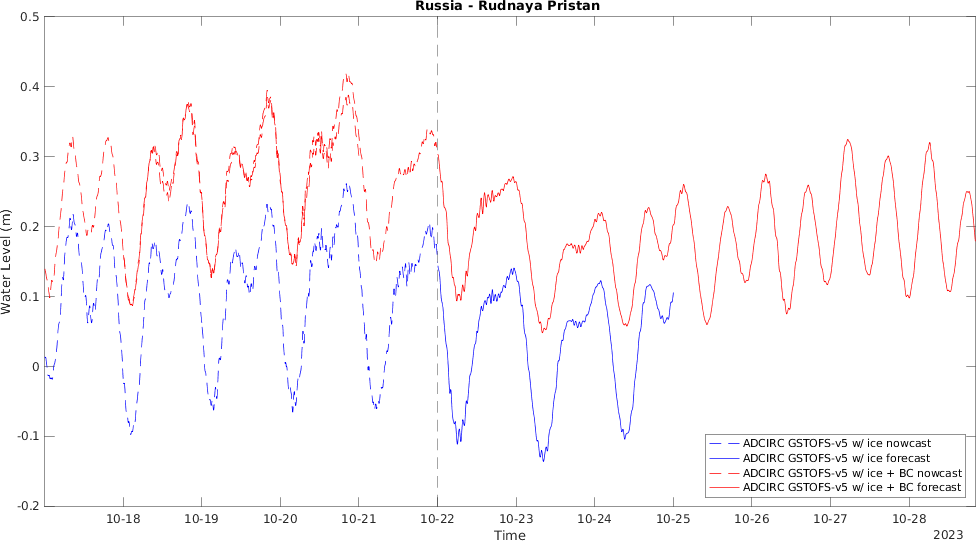 Russia - Rudnaya Pristan
Water Level (m)
0.5
0.4
0.3
0.2
0.1
0
-0.1
-0.2
10-18 10-19 10-20 10-21 10-22 10-23 10-24 10-25 10-26 10-27 10-28
Time
2023
ADCIRC GSTOFS-v5 w/ ice nowcast
ADCIRC GSTOFS-v5 w/ ice forecast
ADCIRC GSTOFS-v5 w/ ice + BC nowcast
ADCIRC GSTOFS-v5 w/ ice + BC forecast